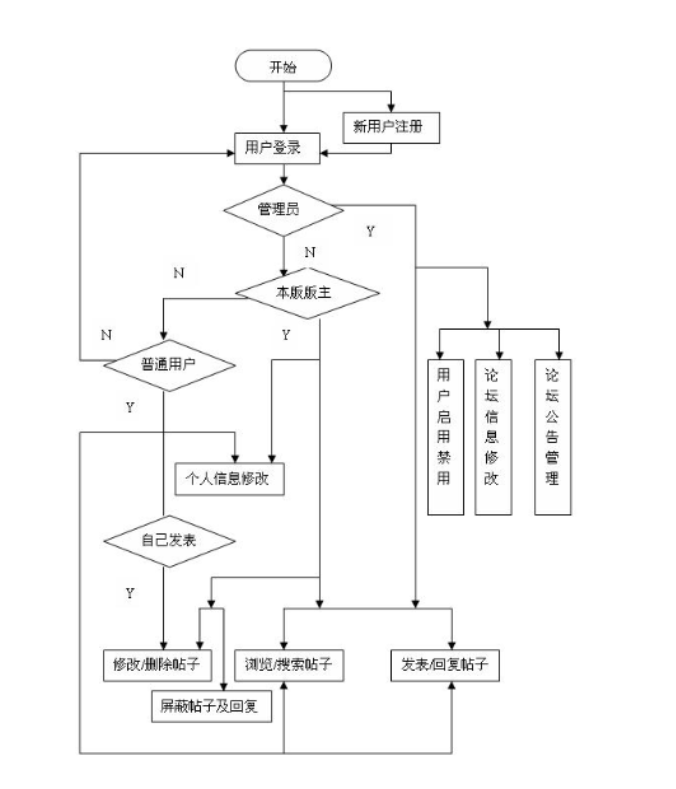 开始
新用户注册
用户登录
管理员
Y
N
N
本版版主
N
Y
普通用户
用户启用禁用
论坛信息修改
论坛公告管理
Y
个人信息修改
自己发表
Y
修改/删除帖子
浏览/搜索帖子
发表/回复帖子
屏蔽帖子及回复